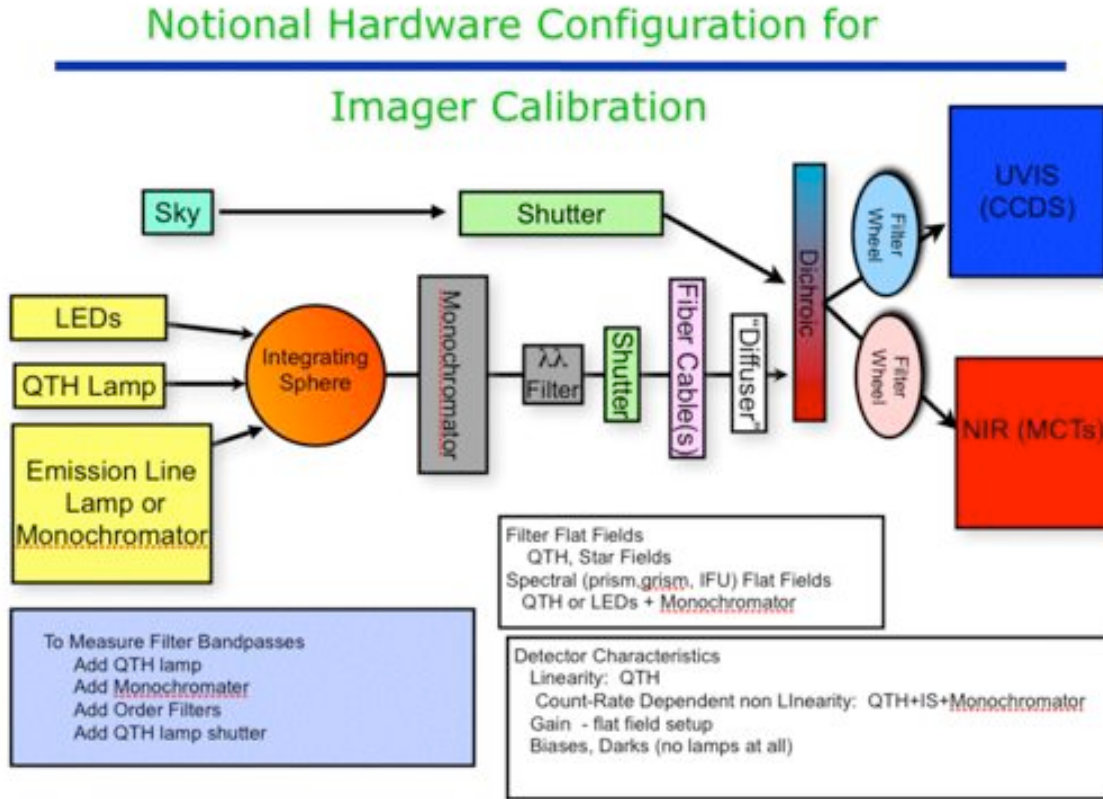 Notional Hardware Configuration for
Imager Calibration
Sky
Shutter
Dichroic
Filter
Wheel
UVIS
(CCDS)
LEDs
QTH Lamp
Emission Line
Lamp or
Monochromator
Integrating
Sphere
Monochromator
λλ
Filter
Shutter
Fiber Cable(s)
"Diffuser"
Filter
Wheel
NIR (MCTs)
Filter Flat Fields
QTH, Star Fields
Spectral (prism,grism, IFU) Flat Fields
QTH or LEDs + Monochromator
To Measure Filter Bandpasses
Add QTH lamp
Add Monochromater
Add Order Filters
Add QTH lamp shutter
Detector Characteristics
Linearity: QTH
Count-Rate Dependent non LInearity: QTH+IS+Monochromator
Gain - flat field setup
Biases, Darks (no lamps at all)